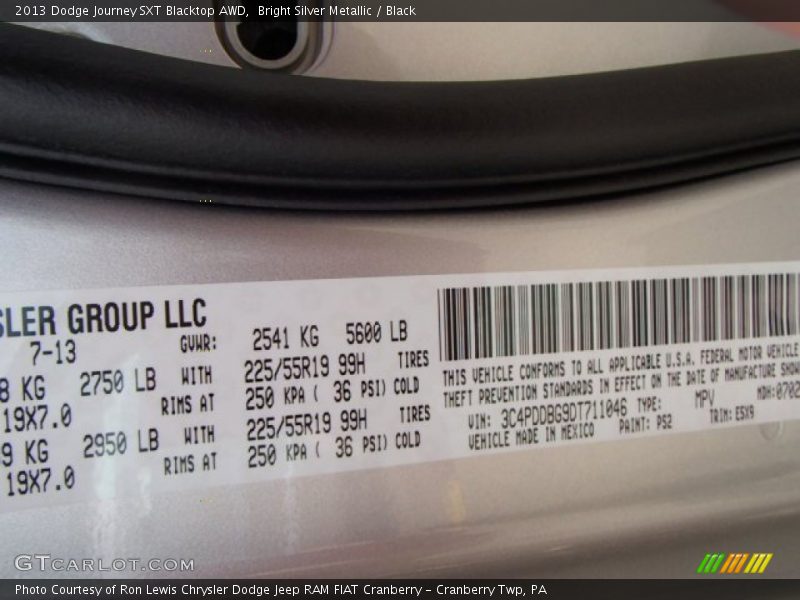 2013 Dodge Journey SXT Blacktop AWD,  Bright Silver Metallic / Black
GROUP LLC
7-13
GVWR: 2541 KG 5600 LB
KG 2750 LB WITH 225/55R19 99H TIRES
19X7.0 RIMS AT 250 KPA ( 36 PSI) COLD
KG 2950 LB WITH 225/55R19 99H TIRES
19X7.0 RIMS AT 250 KPA ( 36 PSI) COLD
THIS VEHICLE CONFORMS TO ALL APPLICABLE U.S.A. FEDERAL MOTOR VEHICLE
THEFT PREVENTION STANDARDS IN EFFECT ON THE DATE OF MANUFACTURE
VIN: 3C4PDDBG9DT711046 TYPE: MPV MDH:0702
VEHICLE MADE IN MEXICO PAINT: PS2 TRIM: E5X9
GTCARLOT.COM
Photo Courtesy of Ron Lewis Chrysler Dodge Jeep RAM FIAT Cranberry – Cranberry Twp, PA